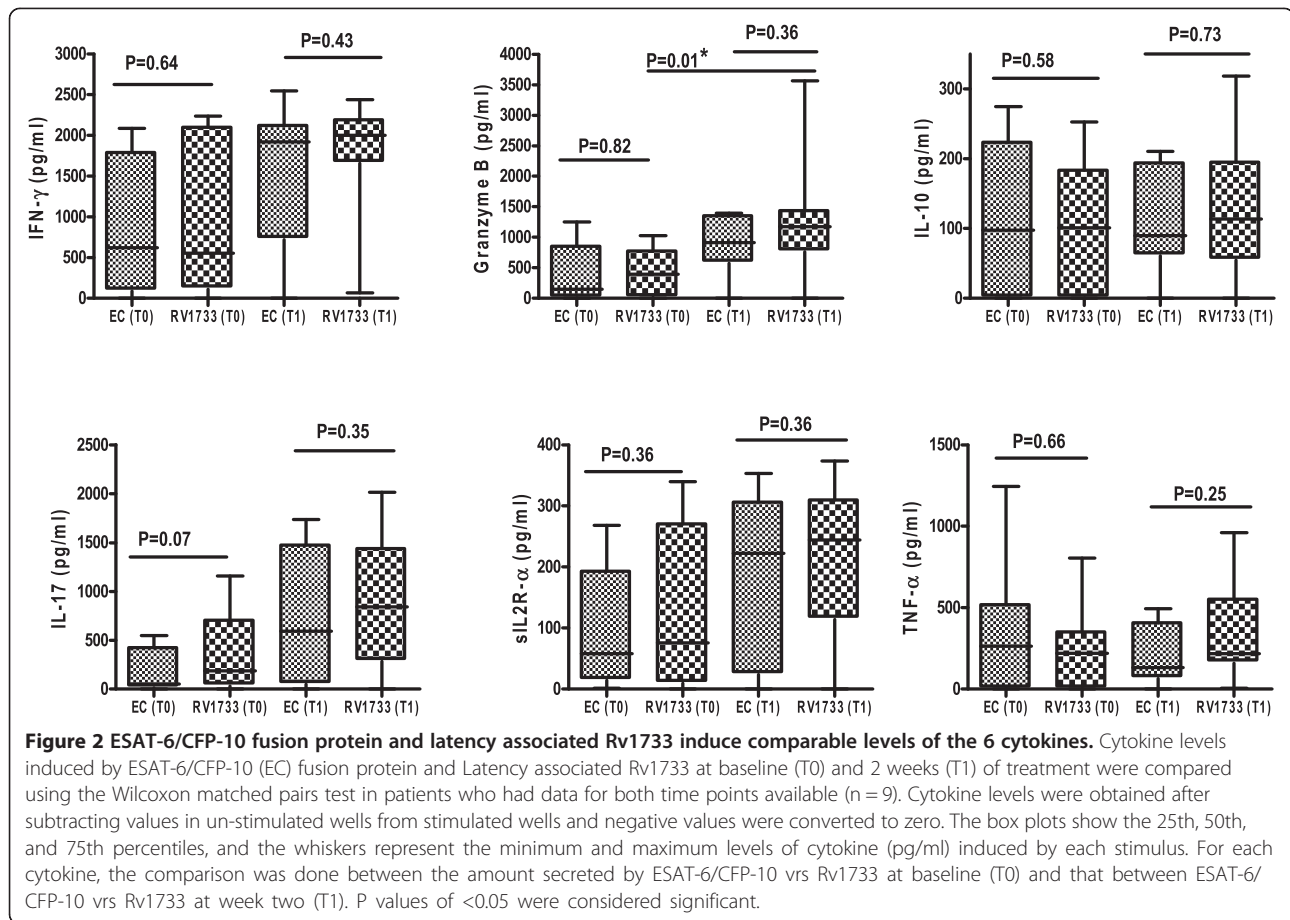 P=0.43
P=0.64
3000
2500
2000
1500
1000
500
0
IFN-γ (pg/ml)
EC (T0) RV1733 (T0) EC (T1) RV1733 (T1)
P=0.36
P=0.01*
P=0.82
4000
3500
3000
2500
2000
1500
1000
500
0
Granzyme B (pg/ml)
EC (T0) RV1733 (T0) EC (T1) RV1733 (T1)
P=0.73
P=0.58
300
200
100
0
IL-10 (pg/ml)
EC (T0) RV1733 (T0) EC (T1) RV1733 (T1)
P=0.35
P=0.07
2500
2000
1500
1000
500
0
IL-17 (pg/ml)
EC (T0) RV1733 (T0) EC (T1) RV1733 (T1)
P=0.36
P=0.36
400
300
200
100
0
sIL2R-α (pg/ml)
EC (T0) RV1733 (T0) EC (T1) RV1733 (T1)
P=0.66
P=0.25
1500
1000
500
0
TNF-α (pg/ml)
EC (T0) RV1733 (T0) EC (T1) RV1733 (T1)
Figure 2 ESAT-6/CFP-10 fusion protein and latency associated Rv1733 induce comparable levels of the 6 cytokines. Cytokine levels
induced by ESAT-6/CFP-10 (EC) fusion protein and Latency associated Rv1733 at baseline (T0) and 2 weeks (T1) of treatment were compared
using the Wilcoxon matched pairs test in patients who had data for both time points available (n = 9). Cytokine levels were obtained after
subtracting values in un-stimulated wells from stimulated wells and negative values were converted to zero. The box plots show the 25th, 50th,
and 75th percentiles, and the whiskers represent the minimum and maximum levels of cytokine (pg/ml) induced by each stimulus. For each
cytokine, the comparison was done between the amount secreted by ESAT-6/CFP-10 vrs Rv1733 at baseline (T0) and that between ESAT-6/
CFP-10 vrs Rv1733 at week two (T1). P values of <0.05 were considered significant.